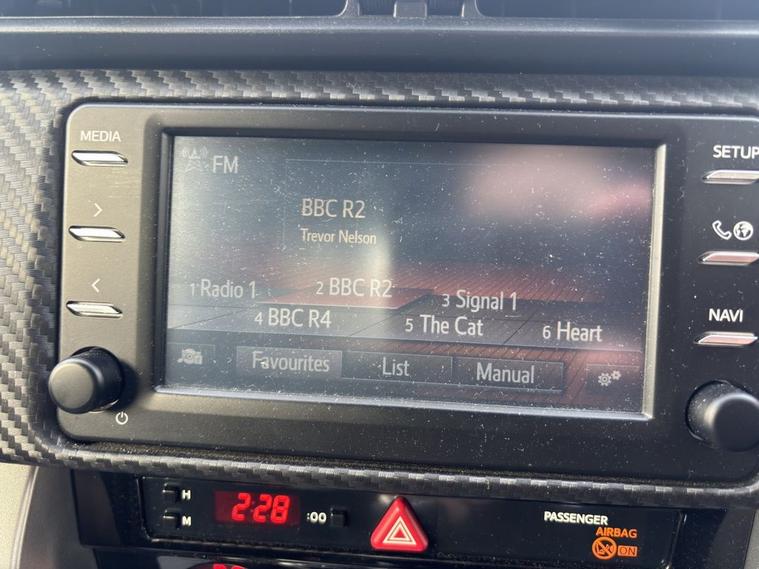 MEDIA
SETUP
FM
BBC R2
Trevor Nelson
1 Radio 1
2 BBC R2
3 Signal 1
4 BBC R4
5 The Cat
6 Heart
NAVI
Favourites
List
Manual
H
2:28
:00
M
PASSENGER
AIRBAG
ON